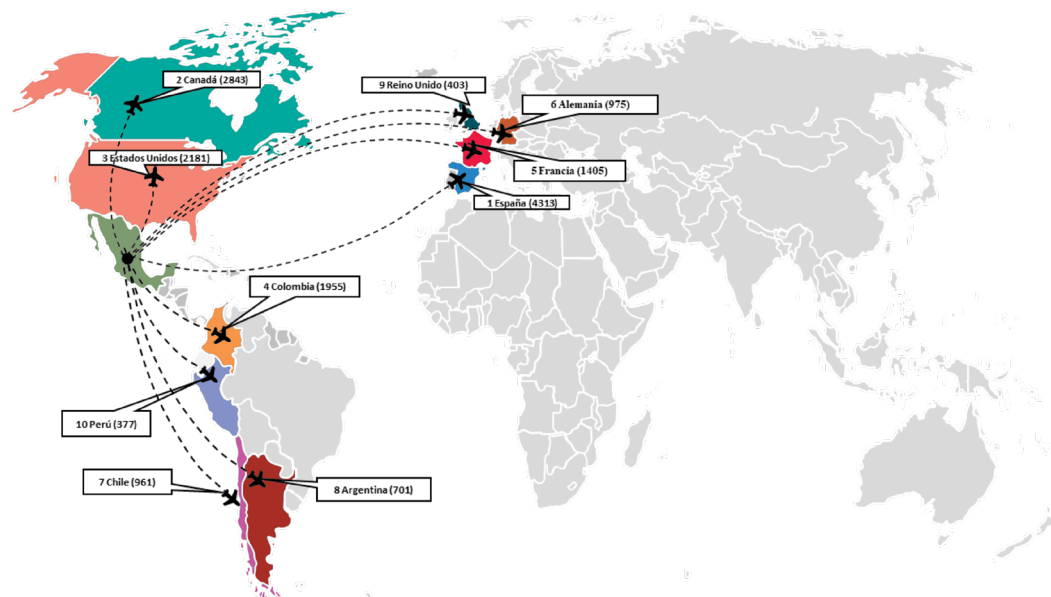 2 Canadá (2843)
9 Reino Unido (403)
6 Alemania (975)
3 Estados Unidos (2181)
5 Francia (1405)
1 España (4313)
4 Colombia (1955)
10 Perú (377)
7 Chile (961)
8 Argentina (701)